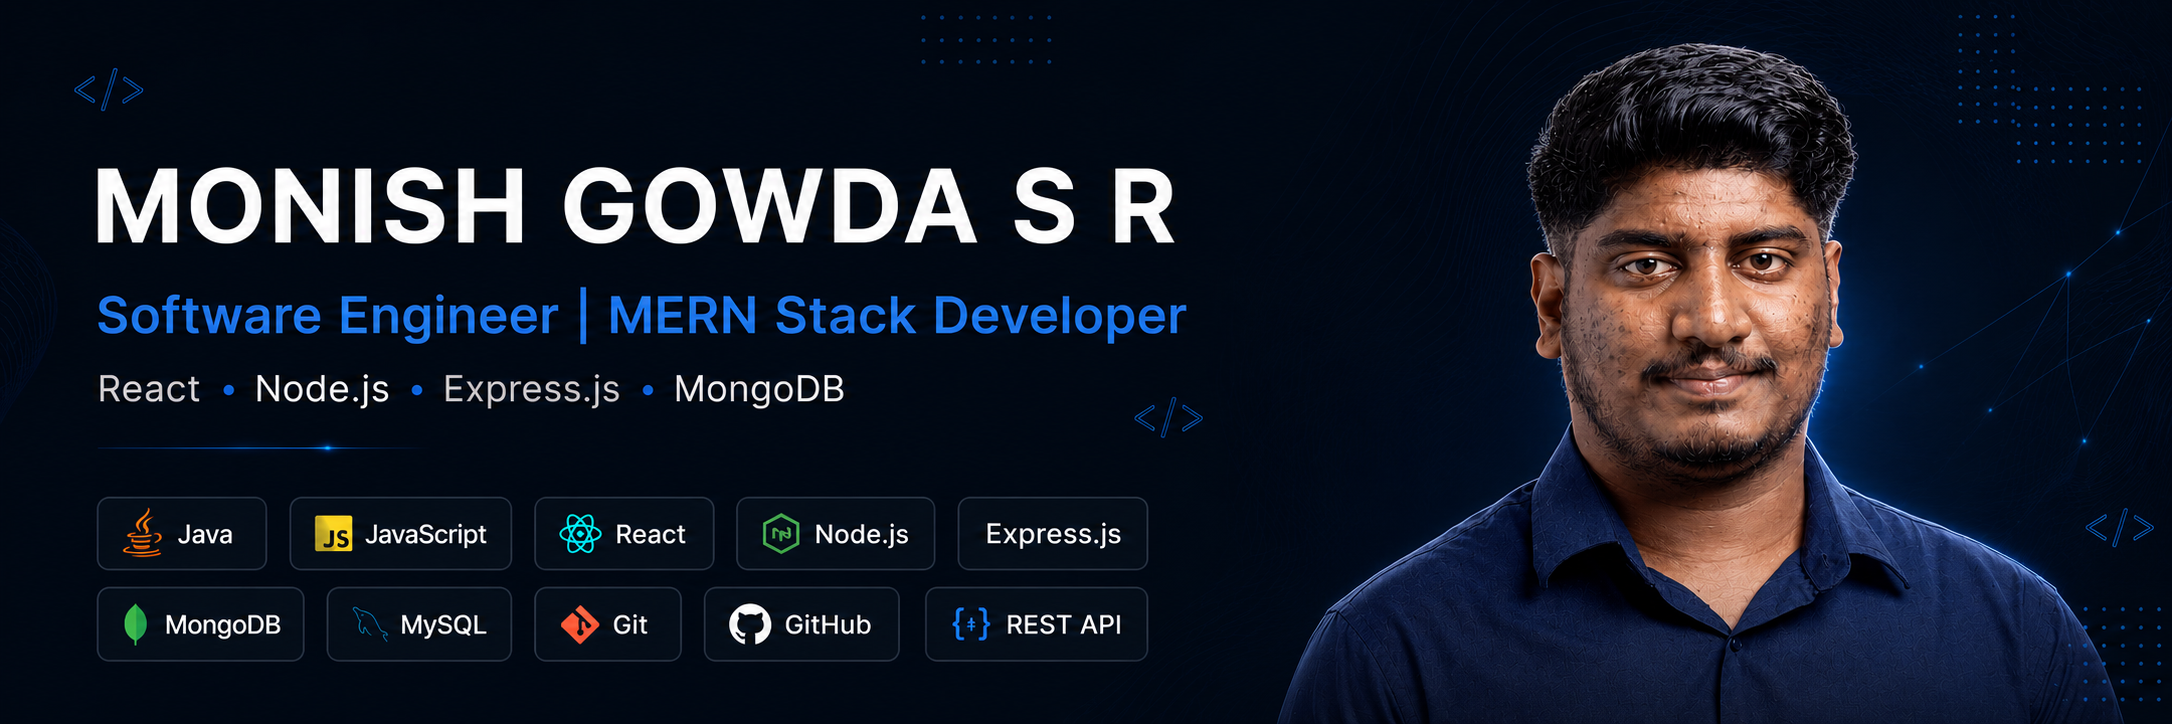 </>
MONISH GOWDA S R
Software Engineer | MERN Stack Developer
React • Node.js • Express.js • MongoDB
</>
Java JS JavaScript React Node.js Express.js
</>
MongoDB MySQL Git GitHub {} REST API